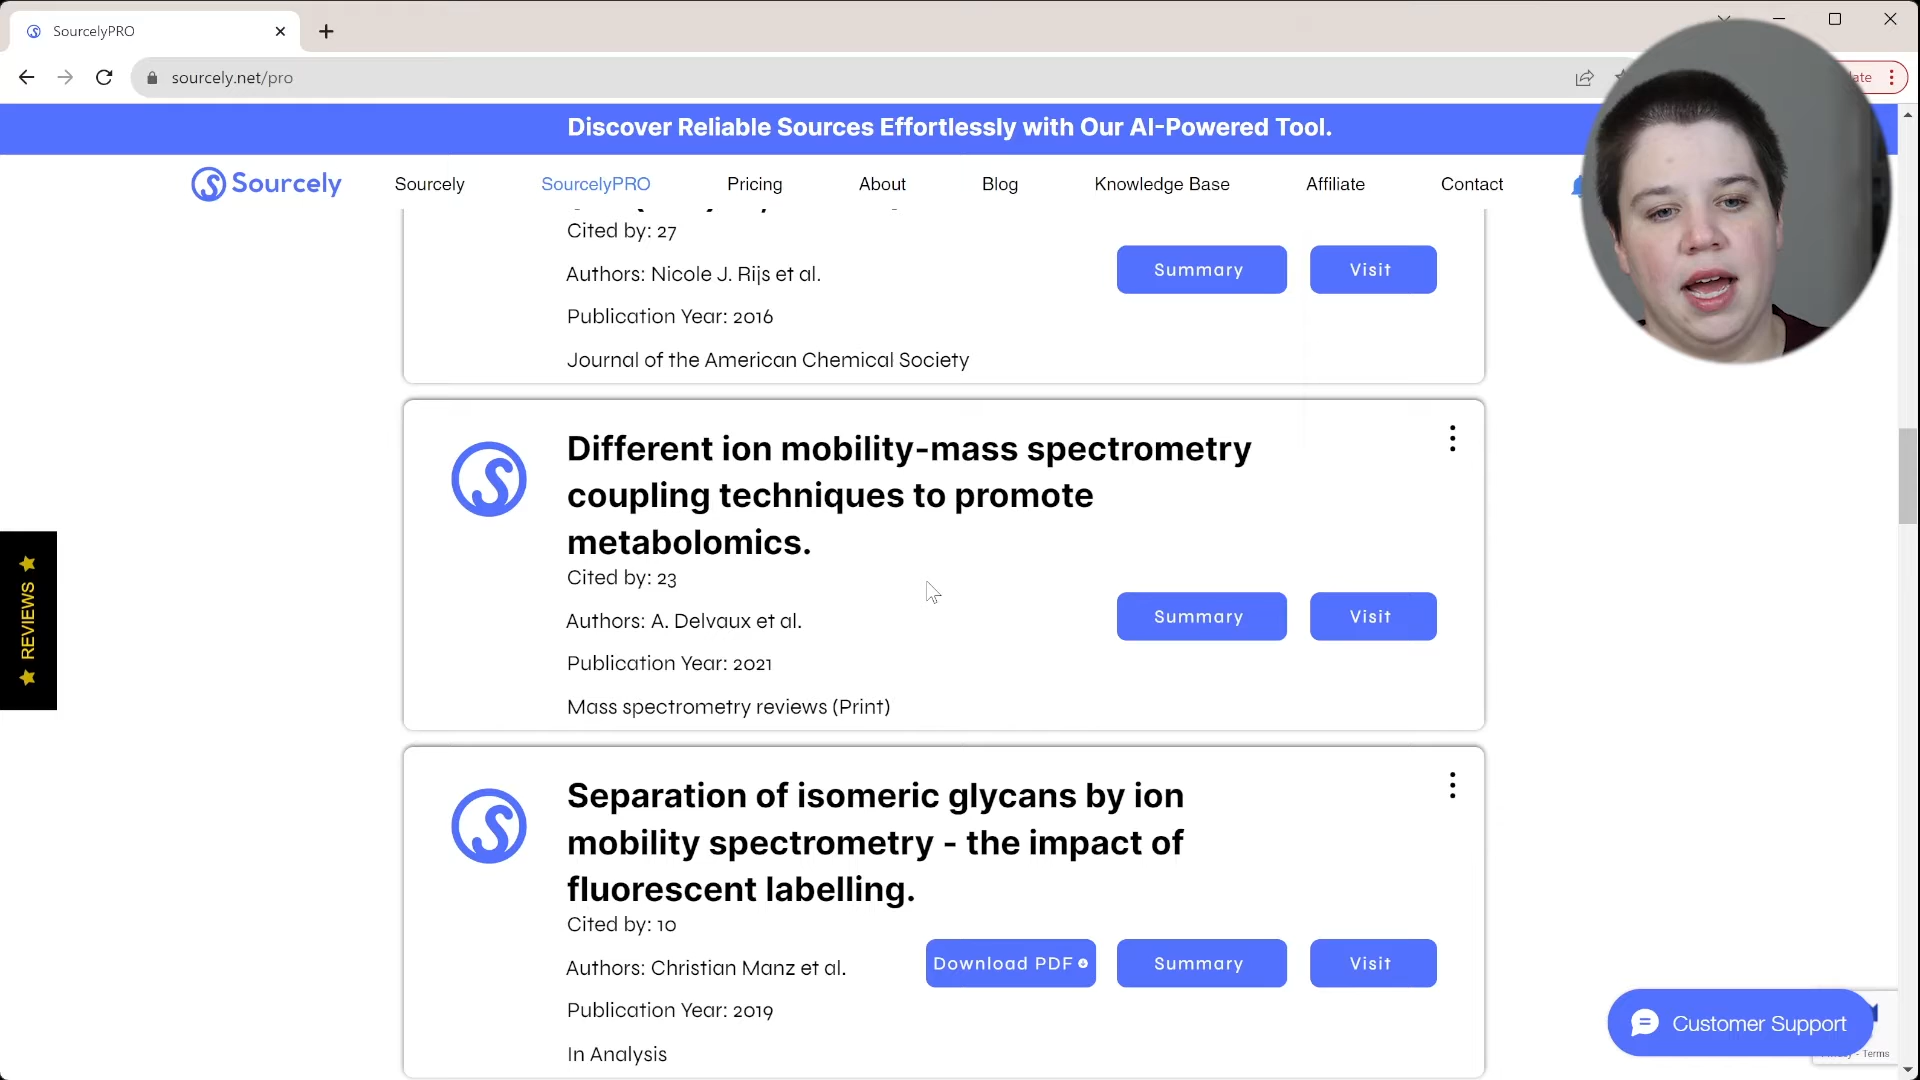 SourcelyPRO
sourcely.net/pro
Discover Reliable Sources Effortlessly with Our AI-Powered Tool.
Sourcely
Sourcely
SourcelyPRO
Pricing
About
Blog
Knowledge Base
Affiliate
Contact
Cited by: 27
Authors: Nicole J. Rijs et al.
Publication Year: 2016
Journal of the American Chemical Society
Summary
Visit
Different ion mobility-mass spectrometry
coupling techniques to promote
metabolomics.
Cited by: 23
Authors: A. Delvaux et al.
Publication Year: 2021
Mass spectrometry reviews (Print)
Summary
Visit
REVIEWS
Separation of isomeric glycans by ion
mobility spectrometry - the impact of
fluorescent labelling.
Cited by: 10
Authors: Christian Manz et al.
Publication Year: 2019
In Analysis
Download PDF
Summary
Visit
Customer Support
- Terms